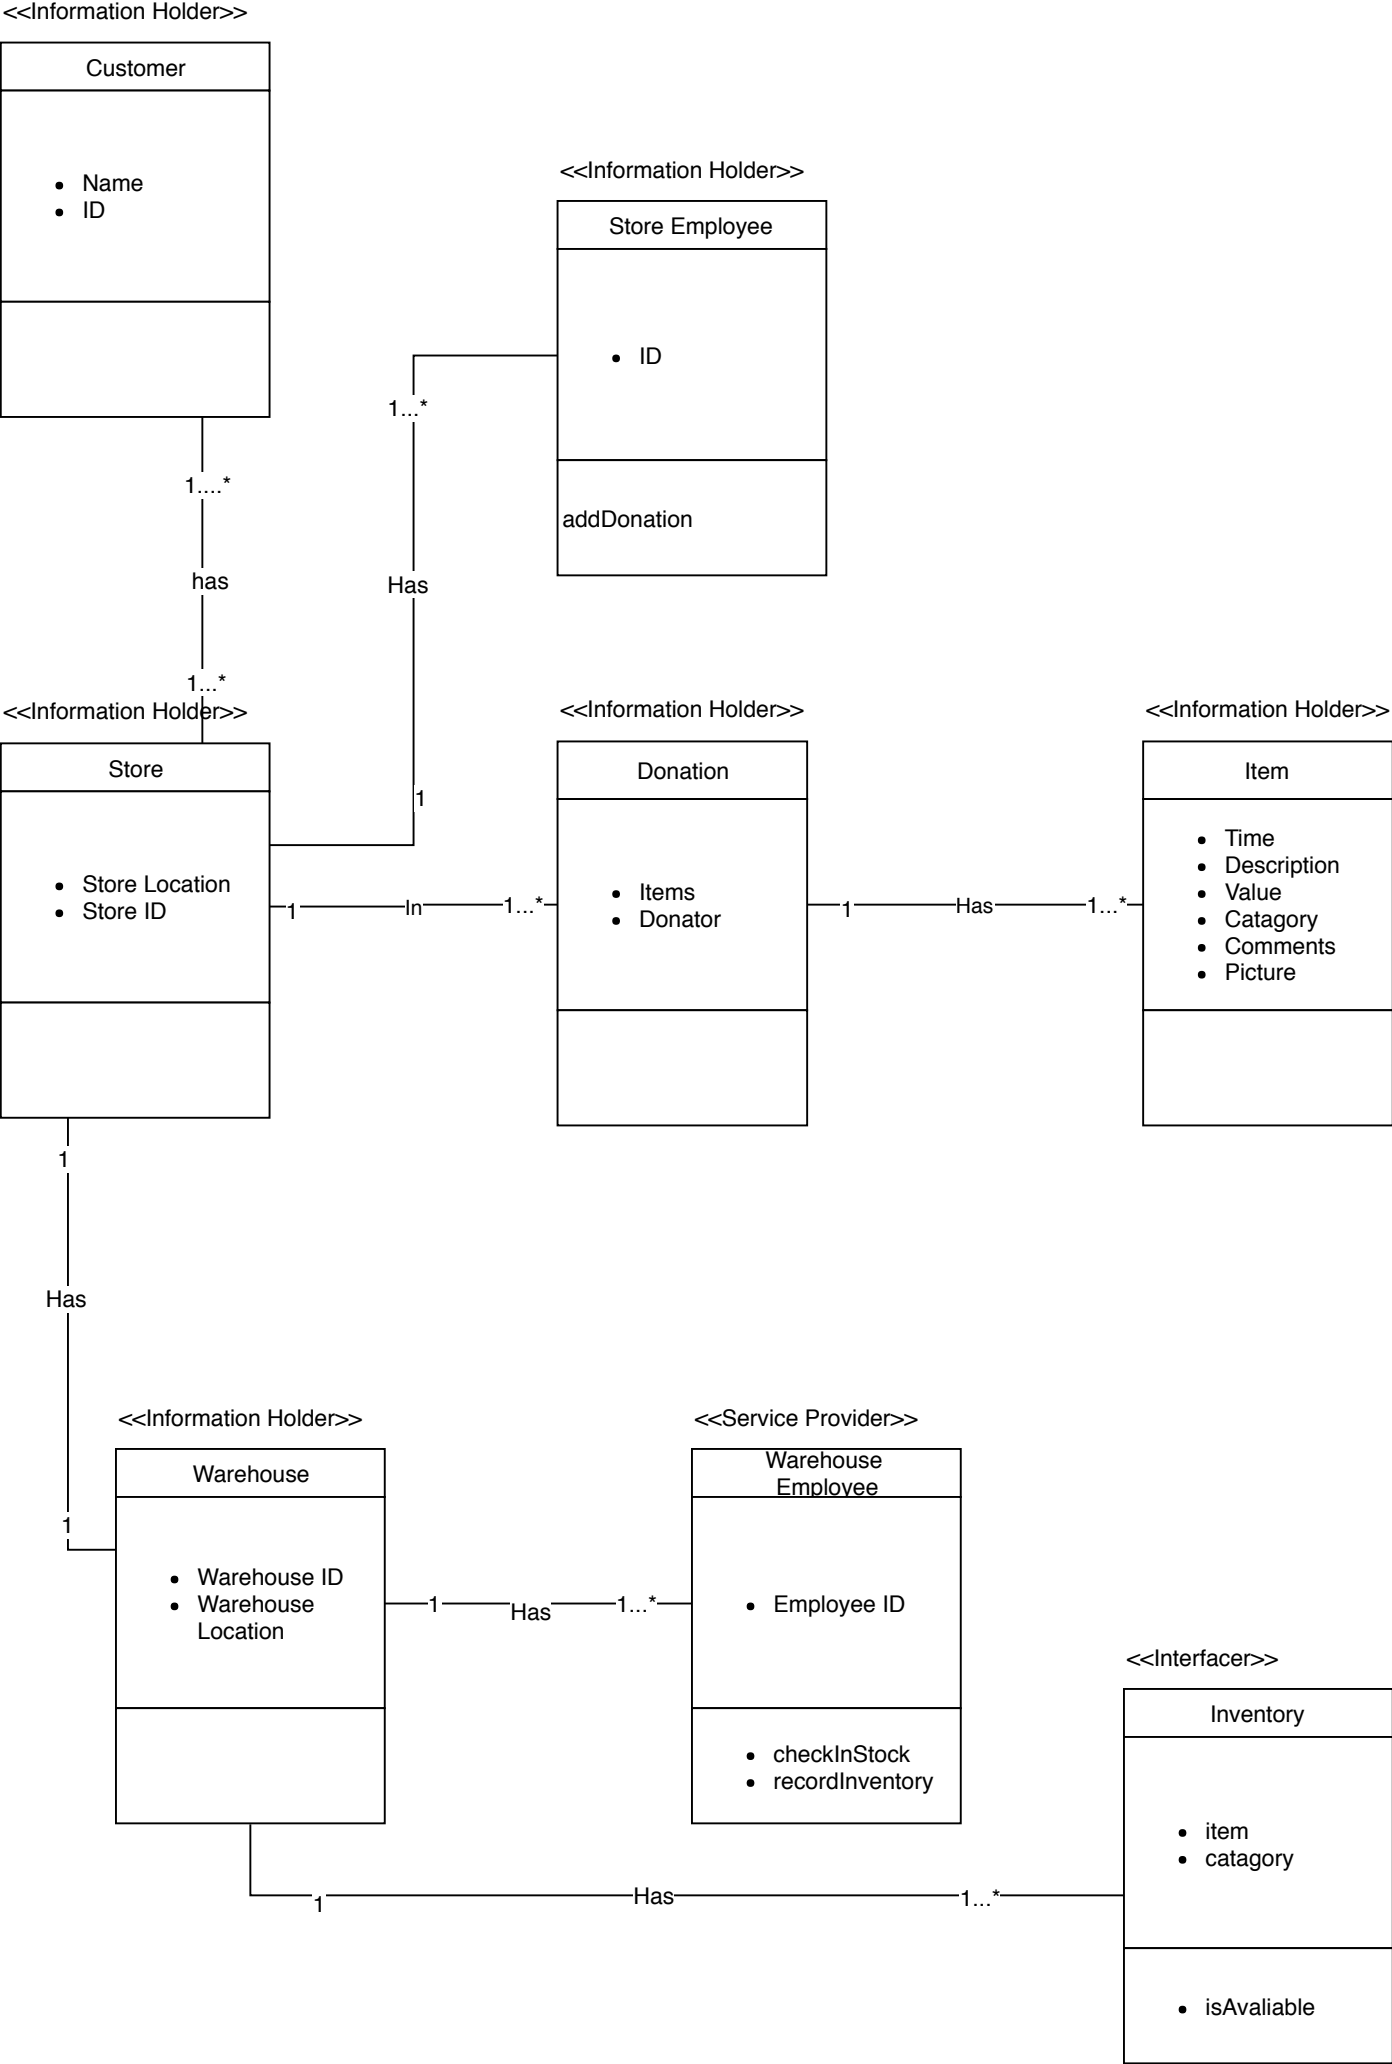 <<Information Holder>>
Customer
Name
ID
1....*
has
1...*
<<Information Holder>>
Store Employee
ID
addDonation
1...*
Has
1
<<Information Holder>>
Store
Store Location
Store ID
1
In
1...*
<<Information Holder>>
Donation
Items
Donator
1
Has
1...*
<<Information Holder>>
Item
Time
Description
Value
Catagory
Comments
Picture
1
Has
1
<<Information Holder>>
Warehouse
Warehouse ID
Warehouse
Location
1
Has
1...*
<<Service Provider>>
Warehouse
Employee
Employee ID
checkInStock
recordInventory
1
Has
1...*
<<Interfacer>>
Inventory
item
catagory
isAvaliable